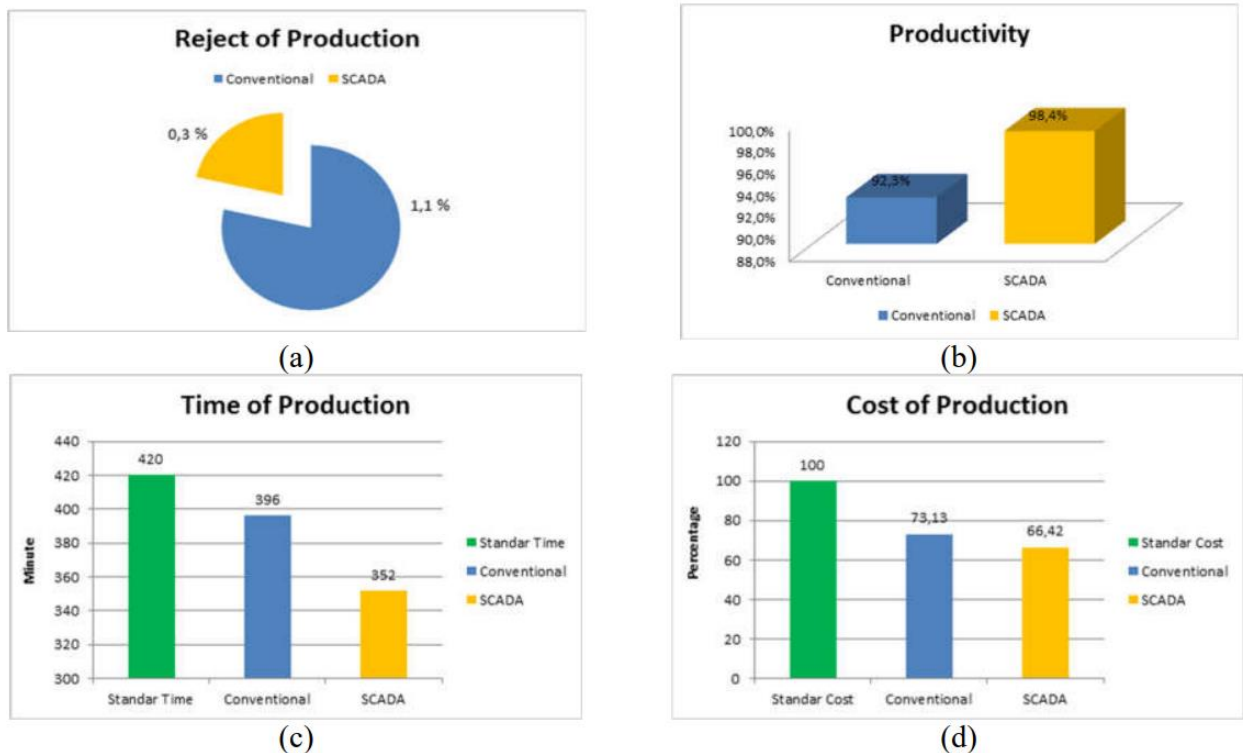 Reject of Production
Conventional SCADA
0,3 %
1,1 %
(a)
Productivity
100,0%
98,0%
96,0%
94,0%
92,0%
90,0%
88,0%
92,3%
98,4%
Conventional SCADA
Conventional SCADA
(b)
Time of Production
Minute
440
420
400
380
360
340
320
300
420
396
352
Standar Time Conventional SCADA
Standar Time
Conventional
SCADA
(c)
Cost of Production
Percentage
120
100
80
60
40
20
0
100
73,13
66,42
Standar Cost Conventional SCADA
Standar Cost
Conventional
SCADA
(d)